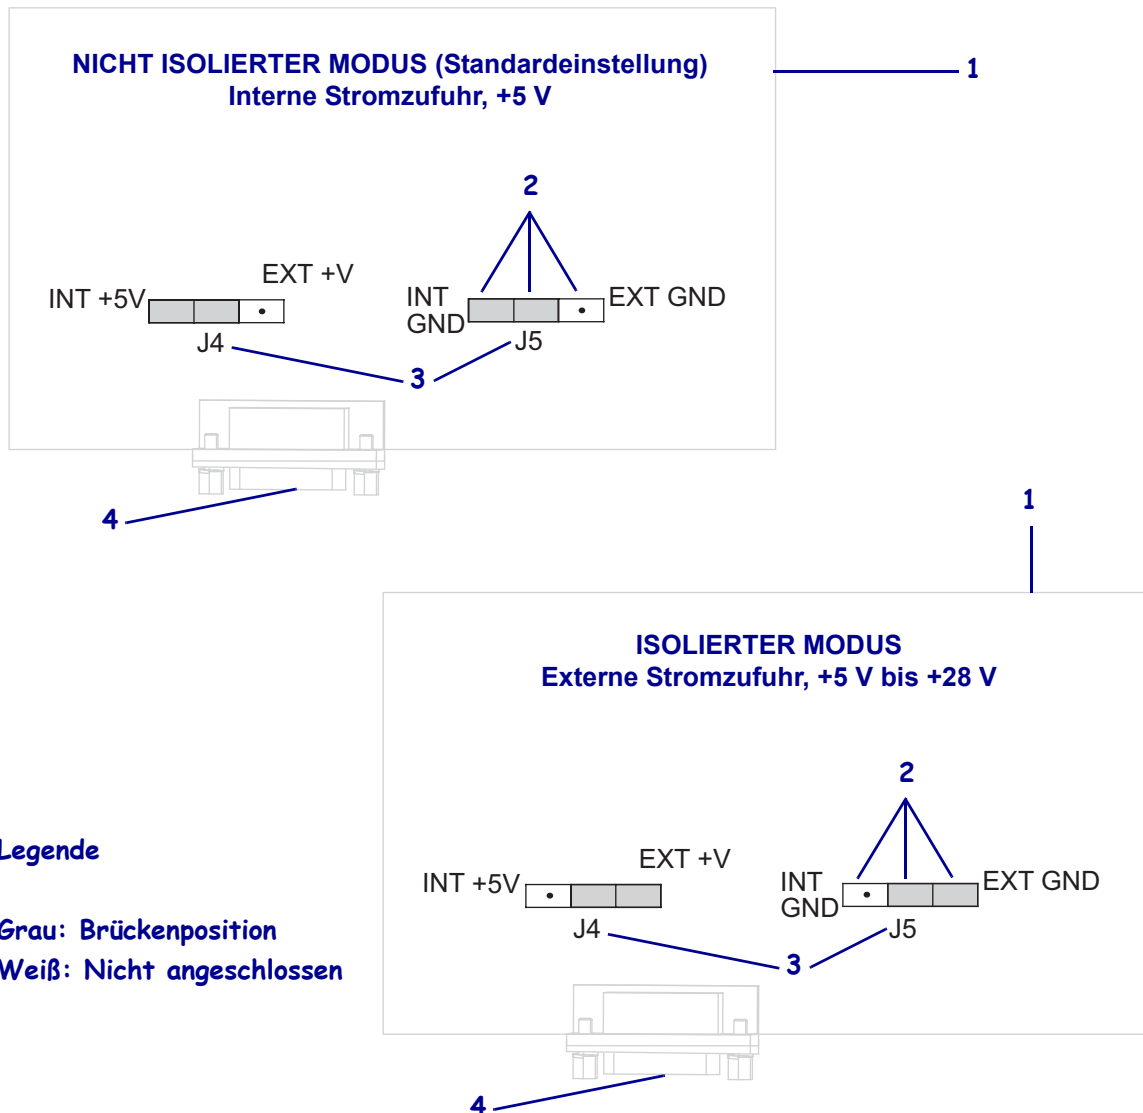 NICHT ISOLIERTER MODUS (Standardeinstellung)
Interne Stromzufuhr, +5 V
1
2
INT +5V
EXT +V
INT
GND
EXT GND
J4
J5
3
4
1
ISOLIERTER MODUS
Externe Stromzufuhr, +5 V bis +28 V
2
INT +5V
EXT +V
INT
GND
EXT GND
J4
J5
3
4
Legende
Grau: Brückenposition
Weiß: Nicht angeschlossen